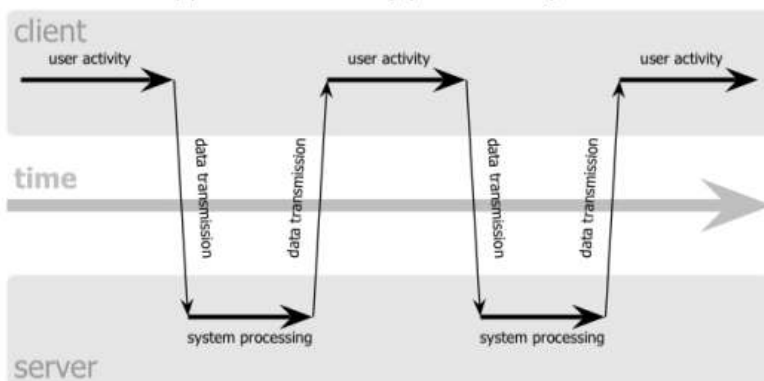 client
user activity
user activity
user activity
data transmission
data transmission
data transmission
data transmission
time
system processing
system processing
server